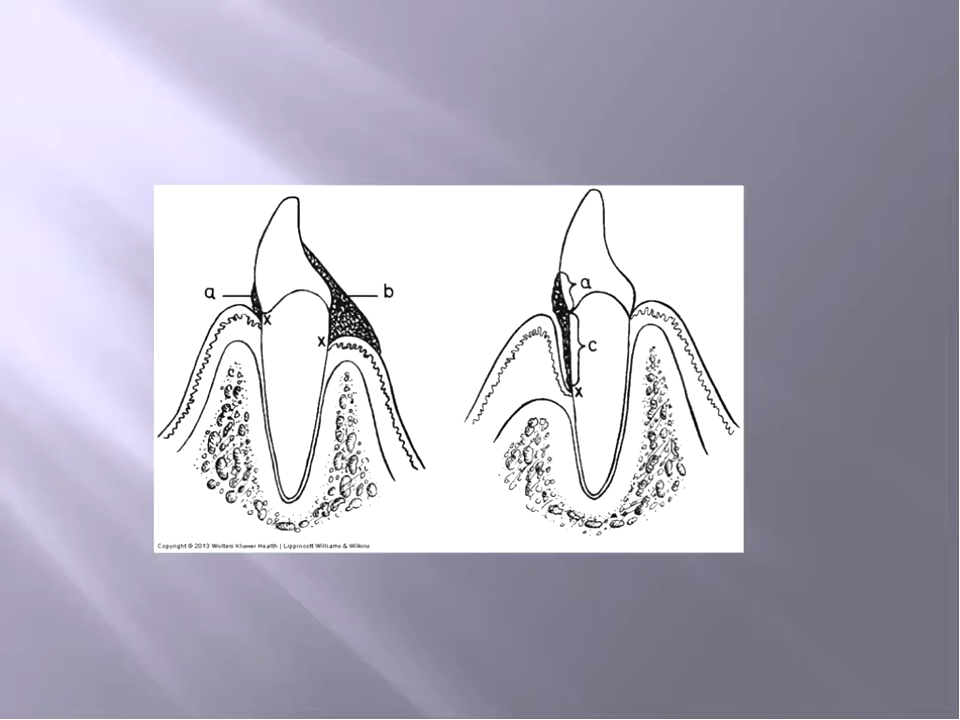 a
b
x
x
a
c
x
Copyright © 2013 Wolters Kluwer Health | Lippincott Williams & Wilkins